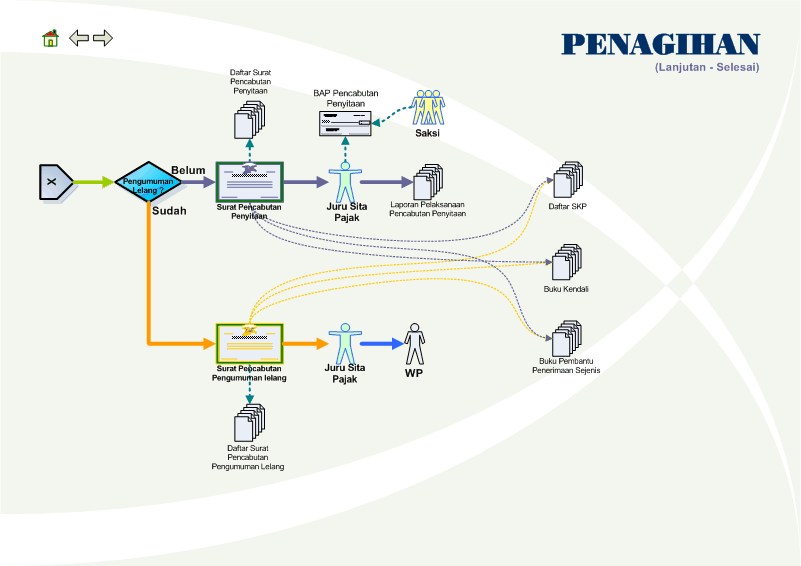 PENAGIHAN
(Lanjutan - Selesai)
Daftar Surat
Pencabutan
Penyitaan
BAP Pencabutan
Penyitaan
Saksi
X
Pengumuman
Lelang ?
Belum
Sudah
Surat Pencabutan
Penyitaan
Juru Sita
Pajak
Laporan Pelaksanaan
Pencabutan Penyitaan
Daftar SKP
Buku Kendali
Buku Pembantu
Penerimaan Sejenis
Surat Pencabutan
Pengumuman lelang
Juru Sita
Pajak
WP
Daftar Surat
Pencabutan
Pengumuman Lelang